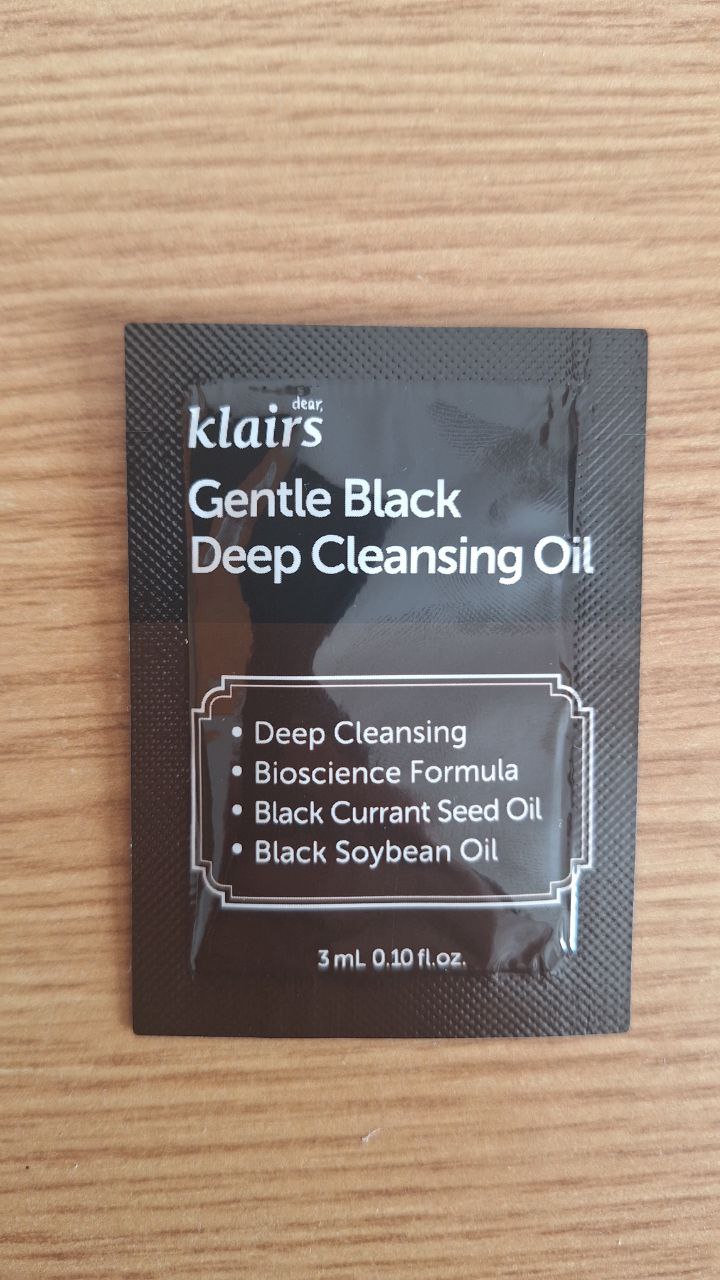 dear,
klairs
Gentle Black
Deep Cleansing Oil
• Deep Cleansing
• Bioscience Formula
• Black Currant Seed Oil
• Black Soybean Oil
3 mL 0.10 fl.oz.